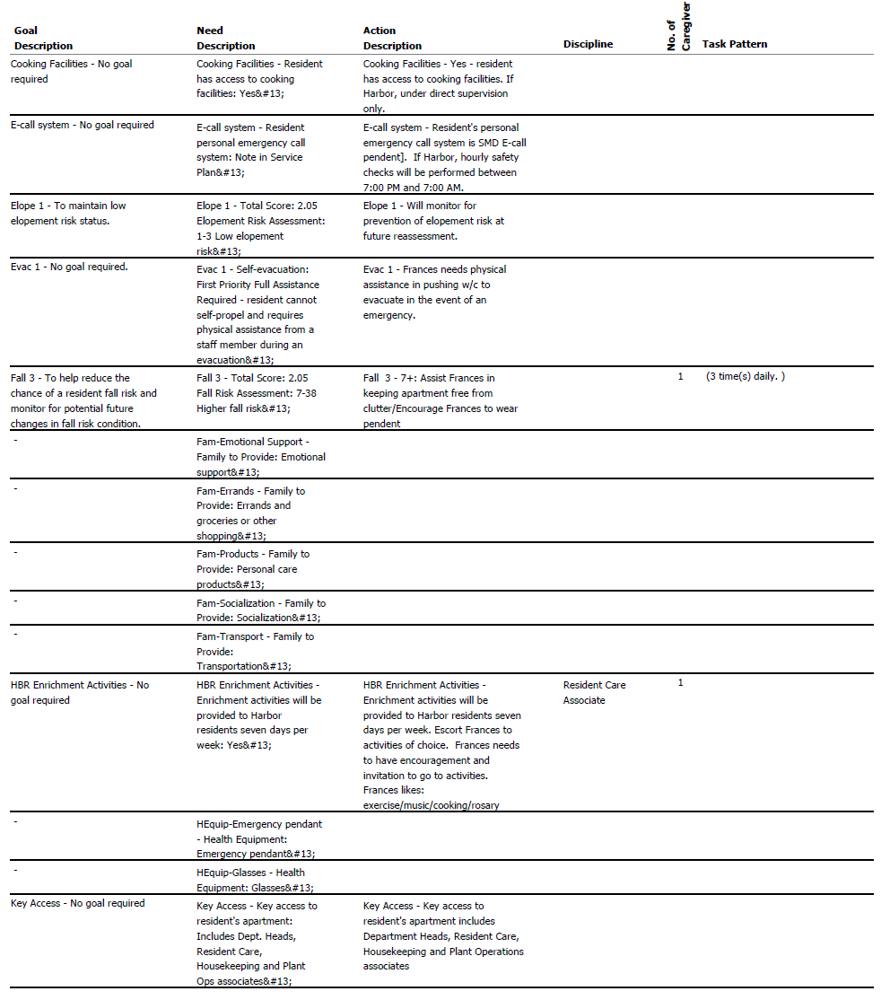 Goal
Description
Need
Description
Action
Description
Discipline
No. of
Caregiver
Task Pattern
Cooking Facilities - No goal
required
Cooking Facilities - Resident
has access to cooking
facilities: Yes&#13;
Cooking Facilities - Yes - resident
has access to cooking facilities. If
Harbor, under direct supervision
only.
E-call system - No goal required
E-call system - Resident
personal emergency call
system: Note in Service
Plan&#13;
E-call system - Resident's personal
emergency call system is SMD E-call
pendent].  If Harbor, hourly safety
checks will be performed between
7:00 PM and 7:00 AM.
Elope 1 - To maintain low
elopement risk status.
Elope 1 - Total Score: 2.05
Elopement Risk Assessment:
1-3 Low elopement
risk&#13;
Elope 1 - Will monitor for
prevention of elopement risk at
future reassessment.
Evac 1 - No goal required.
Evac 1 - Self-evacuation:
First Priority Full Assistance
Required - resident cannot
self-propel and requires
physical assistance from a
staff member during an
evacuation&#13;
Evac 1 - Frances needs physical
assistance in pushing w/c to
evacuate in the event of an
emergency.
Fall 3 - To help reduce the
chance of a resident fall risk and
monitor for potential future
changes in fall risk condition.
Fall 3 - Total Score: 2.05
Fall Risk Assessment: 7-38
Higher fall risk&#13;
Fall  3 - 7+: Assist Frances in
keeping apartment free from
clutter/Encourage Frances to wear
pendent
1
(3 time(s) daily. )
-
Fam-Emotional Support -
Family to Provide: Emotional
support&#13;
-
Fam-Errands - Family to
Provide: Errands and
groceries or other
shopping&#13;
-
Fam-Products - Family to
Provide: Personal care
products&#13;
-
Fam-Socialization - Family to
Provide: Socialization&#13;
-
Fam-Transport - Family to
Provide:
Transportation&#13;
HBR Enrichment Activities - No
goal required
HBR Enrichment Activities -
Enrichment activities will be
provided to Harbor
residents seven days per
week: Yes&#13;
HBR Enrichment Activities -
Enrichment activities will be
provided to Harbor residents seven
days per week. Escort Frances to
activities of choice.  Frances needs
to have encouragement and
invitation to go to activities.
Frances likes:
exercise/music/cooking/rosary
Resident Care
Associate
1
-
HEquip-Emergency pendant
- Health Equipment:
Emergency pendant&#13;
-
HEquip-Glasses - Health
Equipment: Glasses&#13;
Key Access - No goal required
Key Access - Key access to
resident's apartment:
Includes Dept. Heads,
Resident Care,
Housekeeping and Plant
Ops associates&#13;
Key Access - Key access to
resident's apartment includes
Department Heads, Resident Care,
Housekeeping and Plant Operations
associates